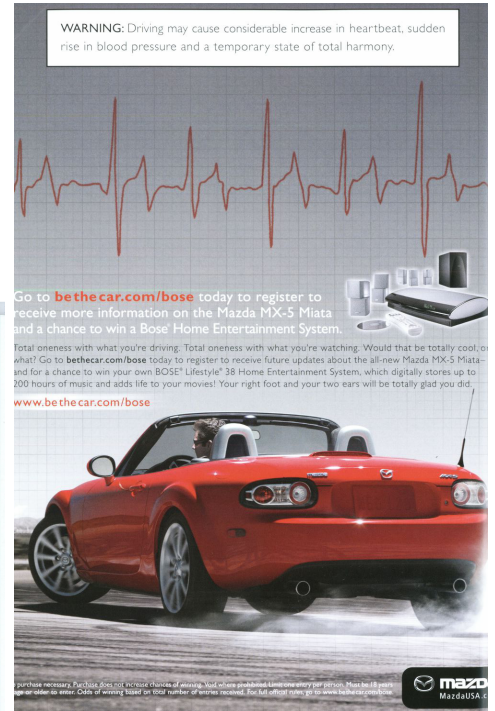 WARNING: Driving may cause considerable increase in heartbeat, sudden
rise in blood pressure and a temporary state of total harmony.
Go to bethecar.com/bose today to register to
receive more information on the Mazda MX-5 Miata
and a chance to win a Bose® Home Entertainment System.
Total oneness with what you're driving. Total oneness with what you're watching. Would that be totally cool, or
what? Go to bethecar.com/bose today to register to receive future updates about the all-new Mazda MX-5 Miata–
and for a chance to win your own BOSE® Lifestyle® 38 Home Entertainment System, which digitally stores up to
200 hours of music and adds life to your movies! Your right foot and your two ears will be totally glad you did.
www.bethecar.com/bose
purchase necessary. Purchase does not increase chances of winning. Void where prohibited. Limit one entry per person. Must be 18 years
age or older to enter. Odds of winning based on total number of entries received. For full official rules, go to www.bethecar.com/bose.
mazd
MazdaUSA.c